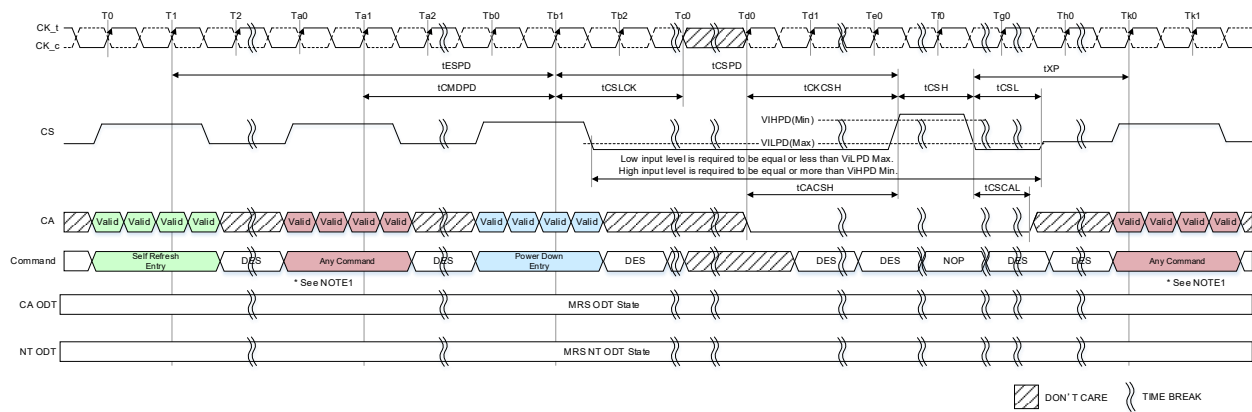 T0 T1 T2 Ta0 Ta1 Ta2 Tb0 Tb1 Tb2 Tc0 Td0 Td1 Te0 Tf0 Tg0 Th0 Tk0 Tk1
CK_t
CK_c
tESPD tCSPD tXP
tCMDPD tCSLCK tCKCSH tCSH tCSL
VIHPD(Min)
CS
VILPD(Max)
Low input level is required to be equal or less than ViLPD Max.
High input level is required to be equal or more than ViHPD Min.
tCACSH tCSCAL
CA Valid Valid Valid Valid Valid Valid Valid Valid Valid Valid Valid Valid Valid Valid Valid Valid
Command Self Refresh Entry DES Any Command DES Power Down Entry DES DES DES NOP DES DES Any Command
* See NOTE1 * See NOTE1
CA ODT MRS ODT State
NT ODT MRS NT ODT State
DON'T CARE TIME BREAK